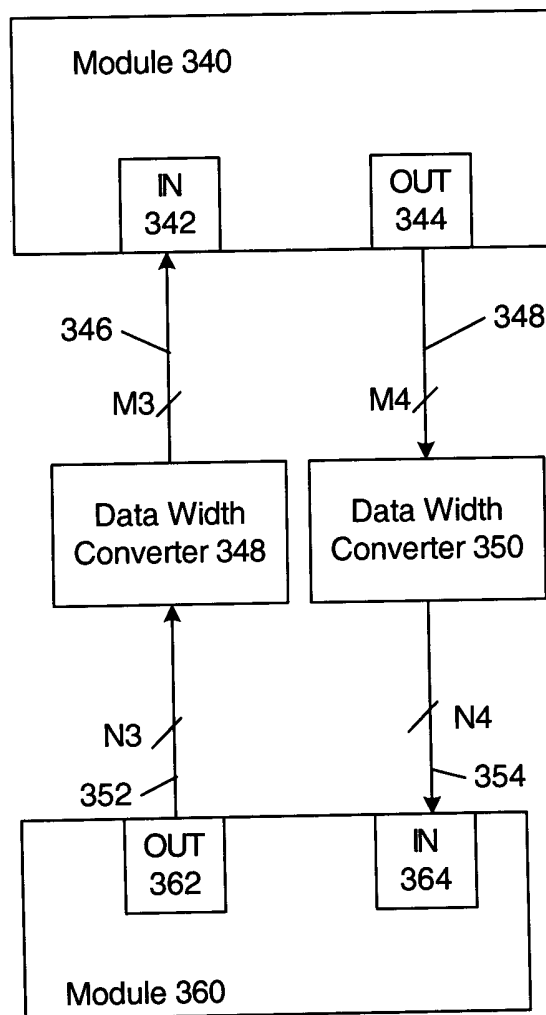 Module 340
IN
342
OUT
344
346
348
M3
M4
Data Width
Converter 348
Data Width
Converter 350
N3
N4
352
354
OUT
362
IN
364
Module 360